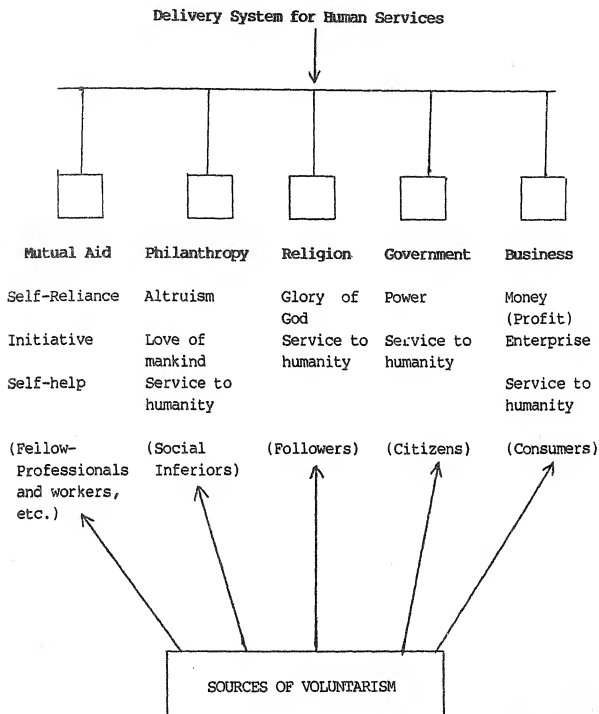 Delivery System for Human Services
Mutual Aid Philanthropy Religion Government Business
Self-Reliance Altruism Glory of Power Money
God (Profit)
Initiative Love of Service to Service to Enterprise
mankind humanity humanity
Self-help Service to Service to
humanity humanity
(Fellow- (Social (Followers) (Citizens) (Consumers)
Professionals Inferiors)
and workers,
etc.)
SOURCES OF VOLUNTARISM